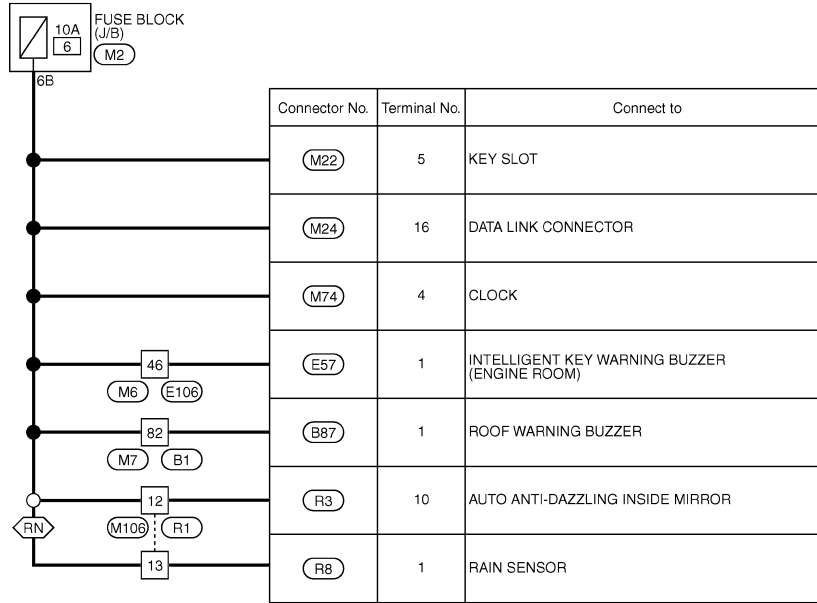 10A
6
FUSE BLOCK
(J/B)
M2
6B
Connector No. Terminal No. Connect to
M22 5 KEY SLOT
M24 16 DATA LINK CONNECTOR
M74 4 CLOCK
46 E57 1 INTELLIGENT KEY WARNING BUZZER
(ENGINE ROOM)
M6 E106
82 B87 1 ROOF WARNING BUZZER
M7 B1
12 R3 10 AUTO ANTI-DAZZLING INSIDE MIRROR
RN M106 R1
13 R8 1 RAIN SENSOR